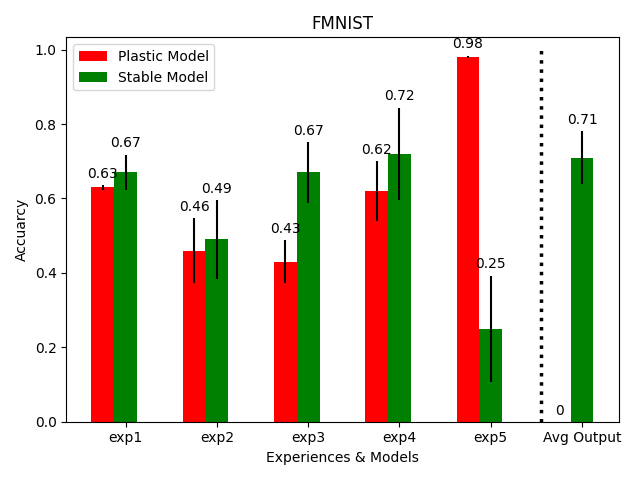 FMNIST
Plastic Model
Stable Model
1.0
0.8
0.6
0.4
0.2
0.0
Accuarcy
0.63
0.67
0.46
0.49
0.43
0.67
0.62
0.72
0.98
0.25
0
0.71
exp1
exp2
exp3
exp4
exp5
Avg Output
Experiences & Models